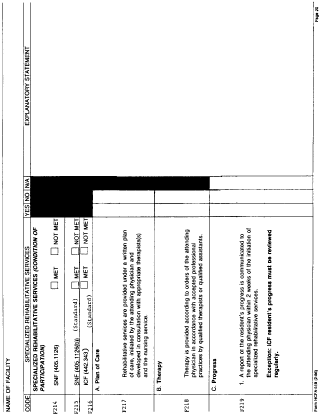 NAME OF FACILITY
CODE SPECIALIZED REHABILITATIVE SERVICES YES NO N/A EXPLANATORY STATEMENT
SPECIALIZED REHABILITATIVE SERVICES (CONDITION OF
PARTICIPATION)
F214 SNF (405.1126) MET NOT MET
F215 SNF (405.1126(b)) (Standard) MET NOT MET
F216 ICF (442.343) (Standard) MET NOT MET
A. Plan of Care
F217 Rehabilitative services are provided under a written plan
of care, initiated by the attending physician and
developed in consultation with appropriate therapist(s)
and the nursing service.
B. Therapy
F218 Therapy is provided according to orders of the attending
physician in accordance with accepted professional
practices by qualified therapists or qualified assistants.
C. Progress
F219 1. A report of the resident's progress is communicated to
the attending physician within 2 weeks of the initiation of
specialized rehabilitative services.
Exception: ICF resident's progress must be reviewed
regularly.
Page 20